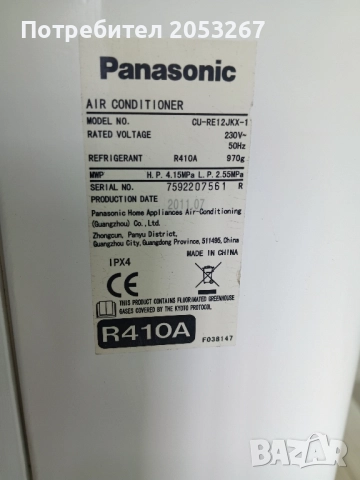 Потребител 2053267
Panasonic
AIR CONDITIONER
MODEL NO. CU-RE12JKX-1
RATED VOLTAGE 230V~
50Hz
REFRIGERANT R410A 970g
MWP H.P. 4.15MPa L.P. 2.55MPa
SERIAL NO. 7592207561 R
PRODUCTION DATE 2011.07
Panasonic Home Appliances Air-Conditioning
(Guangzhou) Co., Ltd.
Zhongcun, Panyu District,
Guangzhou City, Guangdong Province, 511495, China
MADE IN CHINA
IPX4
CE
THIS PRODUCT CONTAINS FLUORINATED GREENHOUSE
GASES COVERED BY THE KYOTO PROTOCOL
R410A
F038147
BAZAR